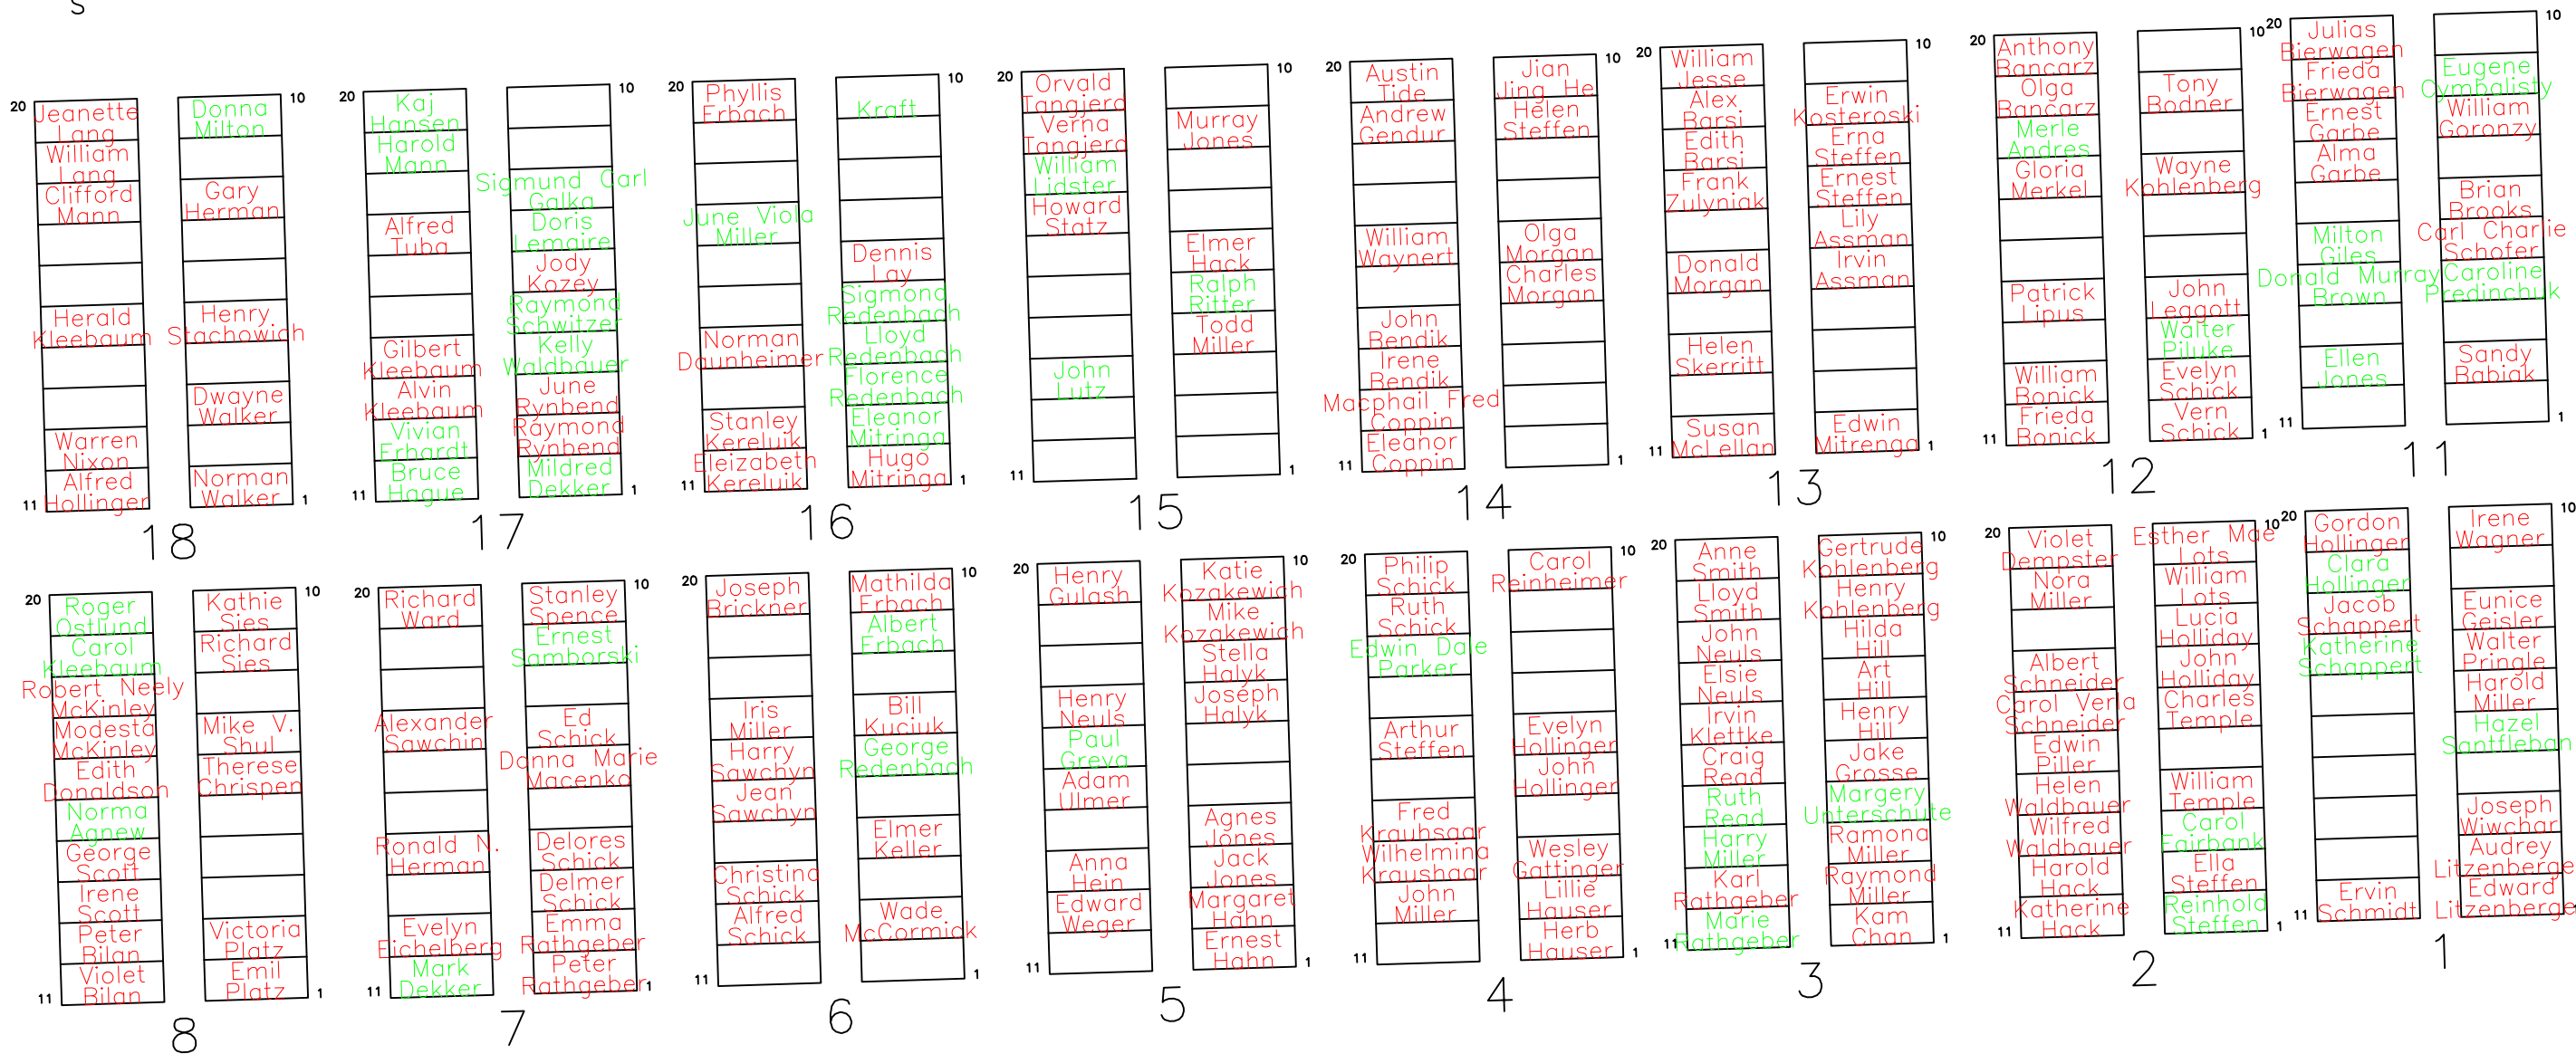 S
20
Jeanette
Lang
William
Lang
Clifford
Mann
Herald
Kleebaum
Warren
Nixon
Alfred
Hollinger
11
10
Donna
Milton
Gary
Herman
Henry
Stachowich
Dwayne
Walker
Norman
Walker
1
18
20
Kaj
Hansen
Harold
Mann
Alfred
Tuba
Gilbert
Kleebaum
Alvin
Kleebaum
Vivian
Erhardt
Bruce
Hague
11
10
Sigmund Carl
Galka
Doris
Lemaire
Jody
Kozey
Raymond
Schwitzer
Kelly
Waldbauer
June
Rynbend
Raymond
Rynbend
Mildred
Dekker
1
17
20
Phyllis
Erbach
June Viola
Miller
Norman
Daunheimer
Stanley
Kereluik
Eleizabeth
Kereluik
11
10
Kraft
Dennis
Lay
Sigmond
Redenbach
Lloyd
Redenbach
Florence
Redenbach
Eleanor
Mitringa
Hugo
Mitringa
1
16
20
Orvald
Tangjerd
Verna
Tangjerd
William
Lidster
Howard
Statz
John
Lutz
11
10
Murray
Jones
Elmer
Hack
Ralph
Ritter
Todd
Miller
1
15
20
Austin
Tide
Andrew
Gendur
William
Waynert
John
Bendik
Irene
Bendik
Macphail Fred
Coppin
Eleanor
Coppin
11
10
Jian
Jing He
Helen
Steffen
Olga
Morgan
Charles
Morgan
1
14
20
William
Jesse
Alex
Barsi
Edith
Barsi
Frank
Zulyniak
Donald
Morgan
Helen
Skerritt
Susan
McLellan
11
10
Erwin
Kosteroski
Erna
Steffen
Ernest
Steffen
Lily
Assman
Irvin
Assman
Edwin
Mitrenga
1
13
20
Anthony
Bancarz
Olga
Bancarz
Merle
Andres
Gloria
Merkel
Patrick
Lipus
William
Bonick
Frieda
Bonick
11
10
Tony
Bodner
Wayne
Kohlenberg
John
Leggott
Walter
Piluke
Evelyn
Schick
Vern
Schick
1
12
20
Julias
Bierwagen
Frieda
Bierwagen
Ernest
Garbe
Alma
Garbe
Milton
Giles
Donald Murray
Brown
Ellen
Jones
11
10
Eugene
Cymbalisty
William
Goronzy
Brian
Brooks
Carl Charlie
Schofer
Caroline
Predinchuk
Sandy
Babiak
1
11
20
Roger
Ostlund
Carol
Kleebaum
Robert Neely
McKinley
Modesta
McKinley
Edith
Donaldson
Norma
Agnew
George
Scott
Irene
Scott
Peter
Bilan
Violet
Bilan
11
10
Kathie
Sies
Richard
Sies
Mike V.
Shul
Therese
Chrispen
Victoria
Platz
Emil
Platz
1
8
20
Richard
Ward
Alexander
Sawchin
Ronald N.
Herman
Evelyn
Eichelberg
Mark
Dekker
11
10
Stanley
Spence
Ernest
Samborski
Ed
Schick
Donna Marie
Macenko
Delores
Schick
Delmer
Schick
Emma
Rathgeber
Peter
Rathgeber
1
7
20
Joseph
Brickner
Iris
Miller
Harry
Sawchyn
Jean
Sawchyn
Christina
Schick
Alfred
Schick
11
10
Mathilda
Erbach
Albert
Erbach
Bill
Kuciuk
George
Redenbach
Elmer
Keller
Wade
McCormick
1
6
20
Henry
Gulash
Henry
Neuls
Paul
Greva
Adam
Ulmer
Anna
Hein
Edward
Weger
11
10
Katie
Kozakewich
Mike
Kozakewich
Stella
Halyk
Joseph
Halyk
Agnes
Jones
Jack
Jones
Margaret
Hahn
Ernest
Hahn
1
5
20
Philip
Schick
Ruth
Schick
Edwin Dale
Parker
Arthur
Steffen
Fred
Krauhsaar
Wilhelmina
Kraushaar
John
Miller
11
10
Carol
Reinheimer
Evelyn
Hollinger
John
Hollinger
Wesley
Gattinger
Lillie
Hauser
Herb
Hauser
1
4
20
Anne
Smith
Lloyd
Smith
John
Neuls
Elsie
Neuls
Irvin
Klettke
Craig
Read
Ruth
Read
Harry
Miller
Karl
Rathgeber
Marie
Rathgeber
11
10
Gertrude
Kohlenberg
Henry
Kohlenberg
Hilda
Hill
Art
Hill
Henry
Hill
Jake
Grosse
Margery
Unterschute
Ramona
Miller
Raymond
Miller
Kam
Chan
1
3
20
Violet
Dempster
Nora
Miller
Albert
Schneider
Carol Verla
Schneider
Edwin
Piller
Helen
Waldbauer
Wilfred
Waldbauer
Harold
Hack
Katherine
Hack
11
10
Esther Mae
Lots
William
Lots
Lucia
Holliday
John
Holliday
Charles
Temple
William
Temple
Carol
Fairbank
Ella
Steffen
Reinhold
Steffen
1
2
20
Gordon
Hollinger
Clara
Hollinger
Jacob
Schappert
Katherine
Schappert
Ervin
Schmidt
11
10
Irene
Wagner
Eunice
Geisler
Walter
Pringle
Harold
Miller
Hazel
Santfleban
Joseph
Wiwchar
Audrey
Litzenberge
Edward
Litzenberge
1